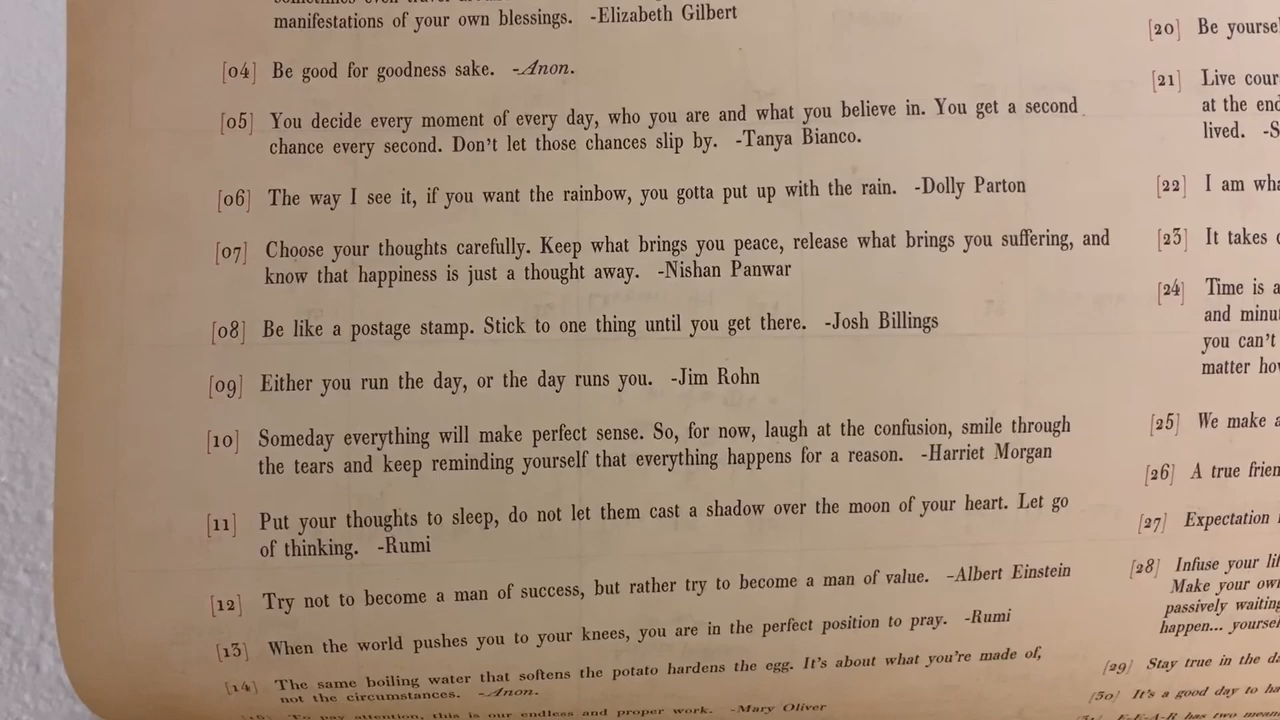 manifestations of your own blessings. -Elizabeth Gilbert
[04] Be good for goodness sake. -Anon.
[05] You decide every moment of every day, who you are and what you believe in. You get a second
chance every second. Don't let those chances slip by. -Tanya Bianco.
[06] The way I see it, if you want the rainbow, you gotta put up with the rain. -Dolly Parton
[07] Choose your thoughts carefully. Keep what brings you peace, release what brings you suffering, and
know that happiness is just a thought away. -Nishan Panwar
[08] Be like a postage stamp. Stick to one thing until you get there. -Josh Billings
[09] Either you run the day, or the day runs you. -Jim Rohn
[10] Someday everything will make perfect sense. So, for now, laugh at the confusion, smile through
the tears and keep reminding yourself that everything happens for a reason. -Harriet Morgan
[11] Put your thoughts to sleep, do not let them cast a shadow over the moon of your heart. Let go
of thinking. -Rumi
[12] Try not to become a man of success, but rather try to become a man of value. -Albert Einstein
[13] When the world pushes you to your knees, you are in the perfect position to pray. -Rumi
[14] The same boiling water that softens the potato hardens the egg. It's about what you're made of,
not the circumstances. -Anon.
To pay attention, this is our endless and proper work. -Mary Oliver
[20] Be
[21] Live
at the
lived.
[22] I am
[23] It takes
[24] Time is a
and
you can't
matter
[25] We make
[26] A true
[27] Expectation
[28] Infuse your
Make your
passively
happen...
[29] Stay true in the
[30] It's a good day to
has two